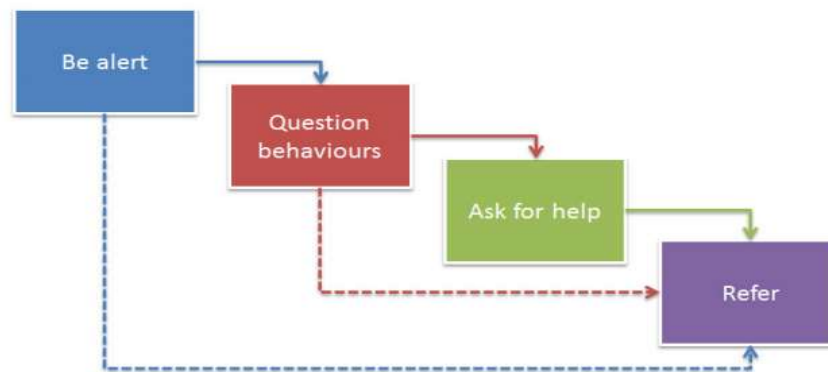 Be alert
Question
behaviours
Ask for help
Refer